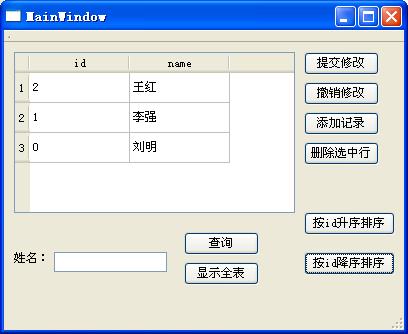 MainWindow
id name
1 2 王红
2 1 李强
3 0 刘明
提交修改
撤销修改
添加记录
删除选中行
按id升序排序
按id降序排序
姓名：
查询
显示全表